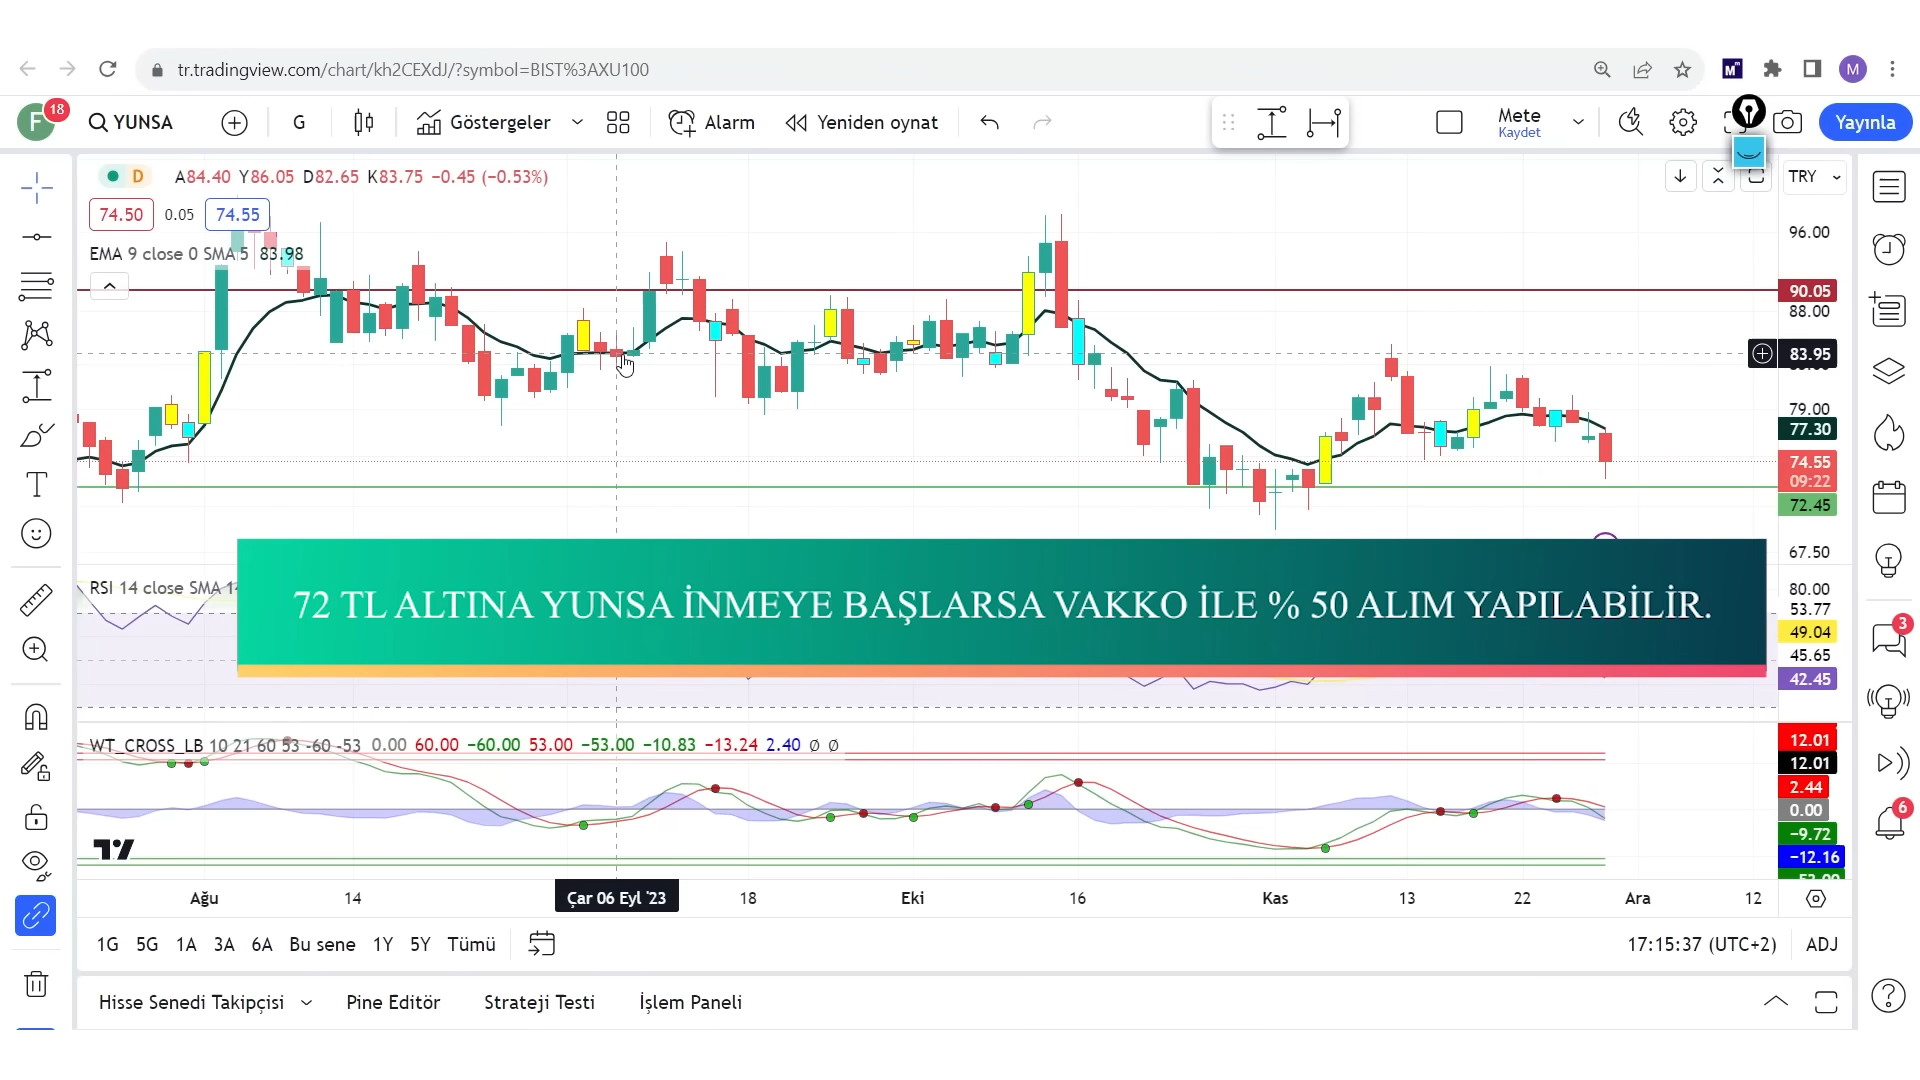 tr.tradingview.com/chart/kh2CEXdJ/?symbol=BIST%3AXU100
M
M
F
18
YUNSA
G
Göstergeler
Alarm
Yeniden oynat
Mete
Kaydet
Yayınla
D A84.40 Y86.05 D82.65 K83.75 −0.45 (−0.53%)
TRY
74.50 0.05 74.55
EMA 9 close 0 SMA 5 83.98
96.00
90.05
88.00
83.95
79.00
77.30
74.55
09:22
72.45
67.50
72 TL ALTINA YUNSA İNMEYE BAŞLARSA VAKKO İLE % 50 ALIM YAPILABİLİR.
RSI 14 close SMA
80.00
53.77
49.04
45.65
42.45
3
WT_CROSS_LB 10 21 60 53 -60 -53 0.00 60.00 −60.00 53.00 −53.00 −10.83 −13.24 2.40 Ø Ø
12.01
12.01
2.44
0.00
−9.72
−12.16
6
Ağu 14 Çar 06 Eyl '23 18 Eki 16 Kas 13 22 Ara 12
1G 5G 1A 3A 6A Bu sene 1Y 5Y Tümü
17:15:37 (UTC+2) ADJ
Hisse Senedi Takipçisi Pine Editör Strateji Testi İşlem Paneli